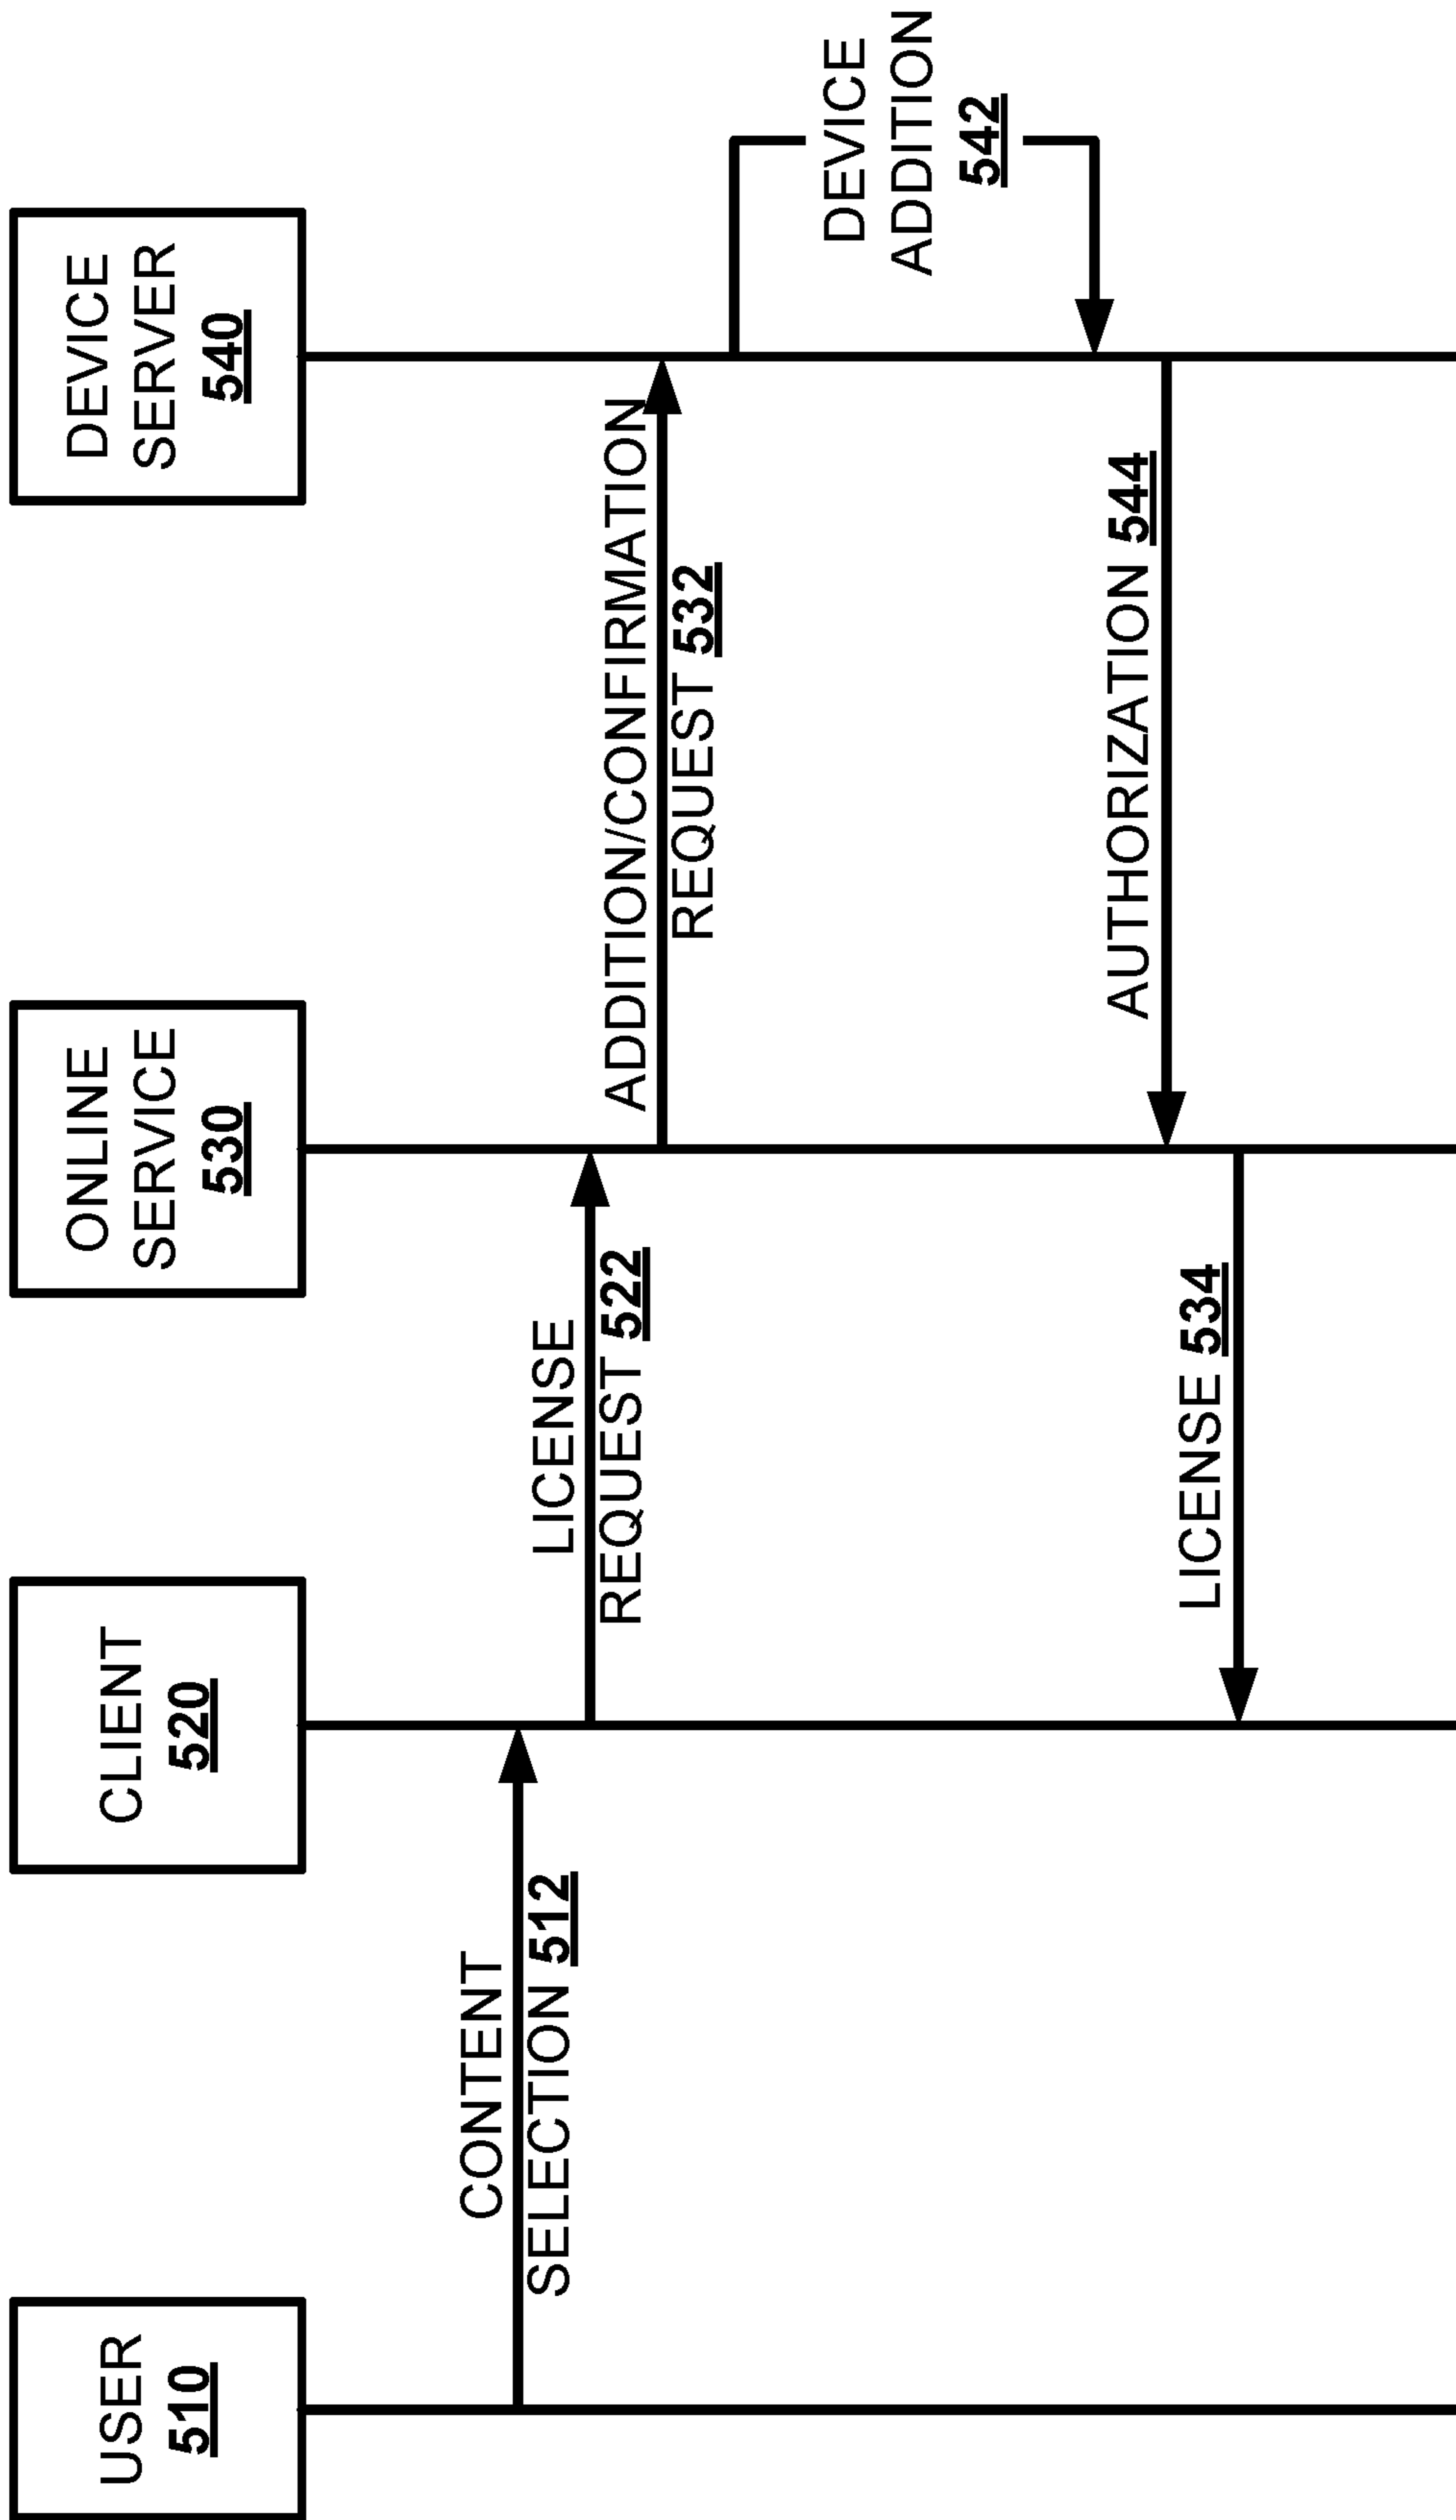 USER
510
CLIENT
520
ONLINE
SERVICE
530
DEVICE
SERVER
540
CONTENT
SELECTION 512
LICENSE
REQUEST 522
ADDITION/CONFIRMATION
REQUEST 532
DEVICE
ADDITION
542
AUTHORIZATION 544
LICENSE 534